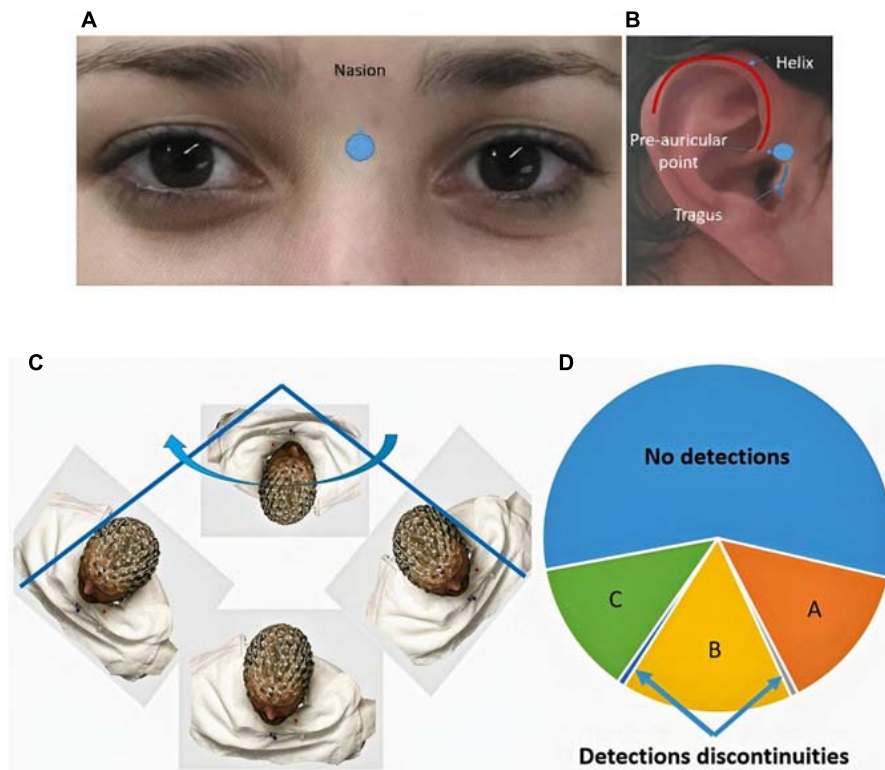 A
B
Nasion
Helix
Pre-auricular
point
Tragus
C
D
No detections
C
A
B
Detections discontinuities